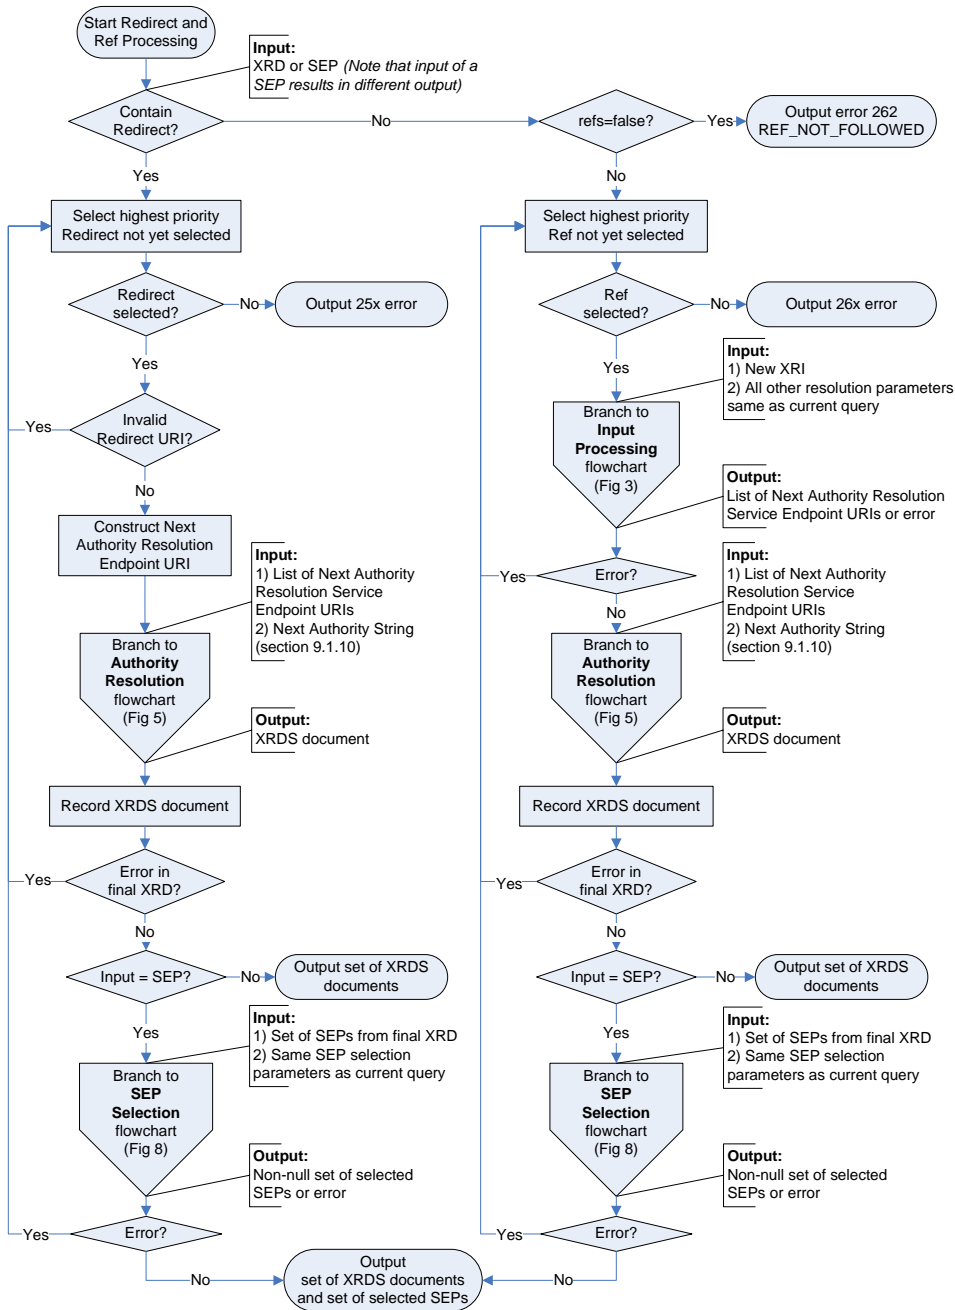 Start Redirect and
Ref Processing
Input:
XRD or SEP (Note that input of a
SEP results in different output)
Contain
Redirect?
No
refs=false?
Yes
Output error 262
REF_NOT_FOLLOWED
Yes
Select highest priority
Redirect not yet selected
Redirect
selected?
No
Output 25x error
Yes
Invalid
Redirect URI?
Yes
No
Construct Next
Authority Resolution
Endpoint URI
Input:
1) List of Next Authority
Resolution Service
Endpoint URIs
2) Next Authority String
(section 9.1.10)
Branch to
Authority
Resolution
flowchart
(Fig 5)
Output:
XRDS document
Record XRDS document
Error in
final XRD?
Yes
No
Input = SEP?
No
Output set of XRDS
documents
Yes
Input:
1) Set of SEPs from final XRD
2) Same SEP selection
parameters as current query
Branch to
SEP
Selection
flowchart
(Fig 8)
Output:
Non-null set of selected
SEPs or error
Error?
Yes
No
No
Select highest priority
Ref not yet selected
Ref
selected?
No
Output 26x error
Yes
Input:
1) New XRI
2) All other resolution parameters
same as current query
Branch to
Input
Processing
flowchart
(Fig 3)
Output:
List of Next Authority Resolution
Service Endpoint URIs or error
Error?
Yes
No
Input:
1) List of Next Authority
Resolution Service
Endpoint URIs
2) Next Authority String
(section 9.1.10)
Branch to
Authority
Resolution
flowchart
(Fig 5)
Output:
XRDS document
Record XRDS document
Error in
final XRD?
Yes
No
Input = SEP?
No
Output set of XRDS
documents
Yes
Input:
1) Set of SEPs from final XRD
2) Same SEP selection
parameters as current query
Branch to
SEP
Selection
flowchart
(Fig 8)
Output:
Non-null set of selected
SEPs or error
Error?
Yes
No
Output
set of XRDS documents
and set of selected SEPs